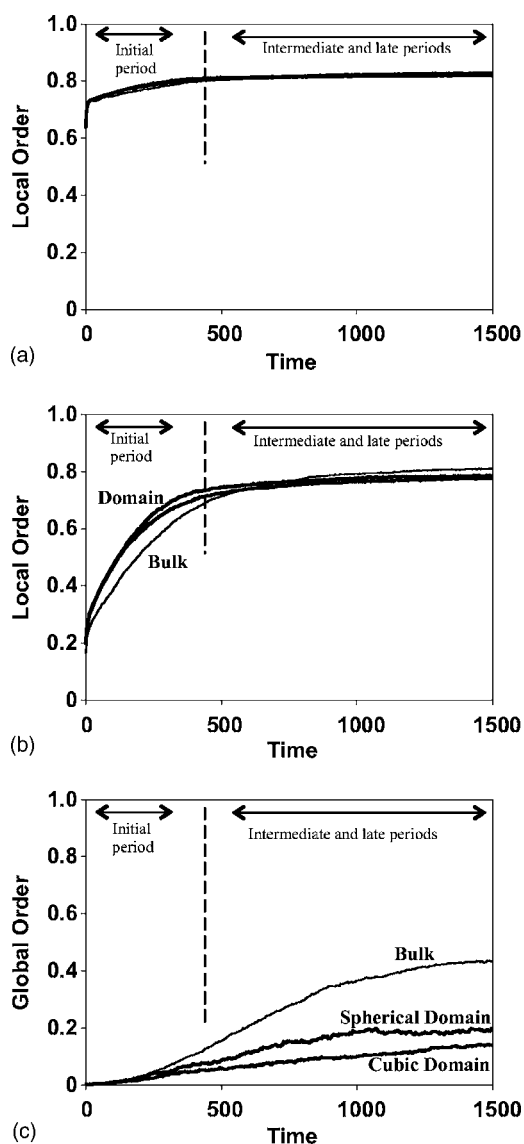 1.0
Initial
period
Intermediate and late periods
0.8
0.6
0.4
0.2
0
Local Order
0 500 1000 1500
Time
(a)
1.0
Initial
period
Intermediate and late periods
0.8
Domain
0.6
Bulk
0.4
0.2
0
Local Order
0 500 1000 1500
Time
(b)
1.0
Initial
period
Intermediate and late periods
0.8
0.6
Bulk
0.4
Spherical Domain
0.2
Cubic Domain
0
Global Order
0 500 1000 1500
Time
(c)